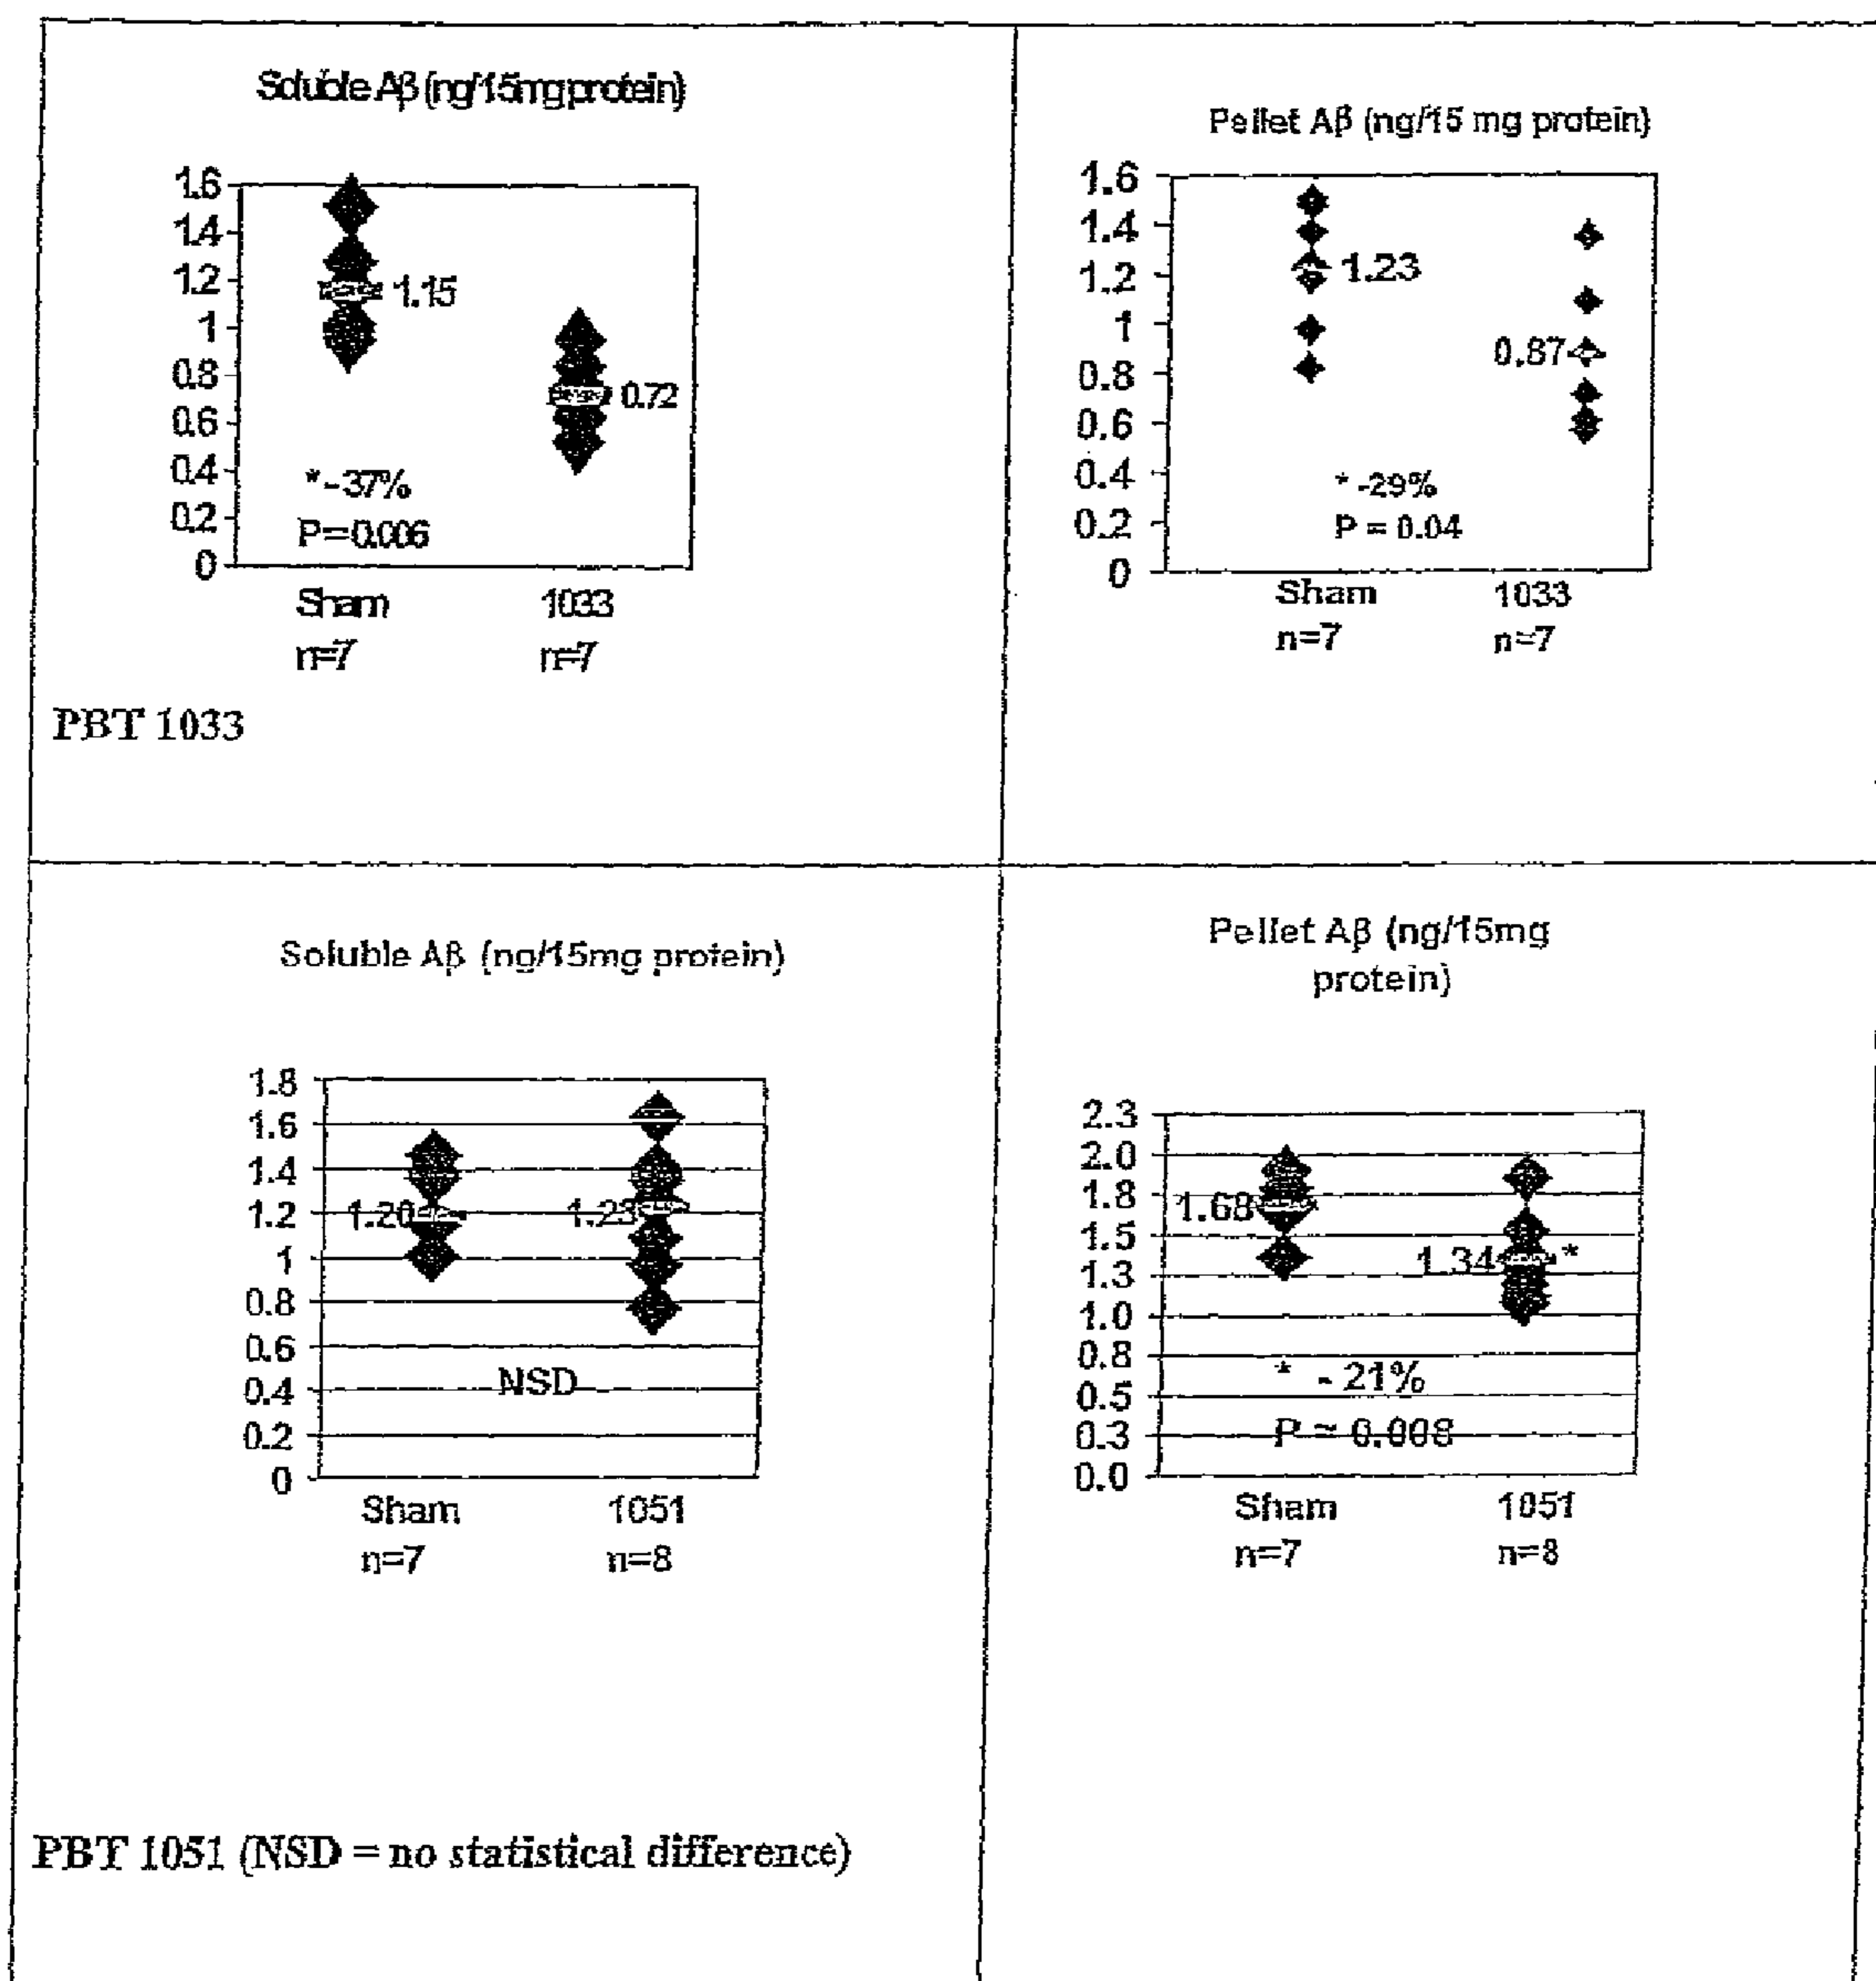 Soluble Aβ (ng/15mg protein)
1.6
1.4
1.2
1
0.8
0.6
0.4
0.2
0
1.15
0.72
* -37%
P=0.006
Sham
1033
n=7
n=7
PBT 1033
Pellet Aβ (ng/15 mg protein)
1.6
1.4
1.2
1
0.8
0.6
0.4
0.2
0
1.23
0.87
* -29%
P = 0.04
Sham
1033
n=7
n=7
Soluble Aβ (ng/15mg protein)
1.8
1.6
1.4
1.2
1
0.8
0.6
0.4
0.2
0
1.20
1.23
NSD
Sham
1051
n=7
n=8
PBT 1051 (NSD = no statistical difference)
Pellet Aβ (ng/15mg
protein)
2.3
2.0
1.8
1.5
1.3
1.0
0.8
0.5
0.3
0.0
1.68
1.34
*
* - 21%
P = 0.008
Sham
1051
n=7
n=8